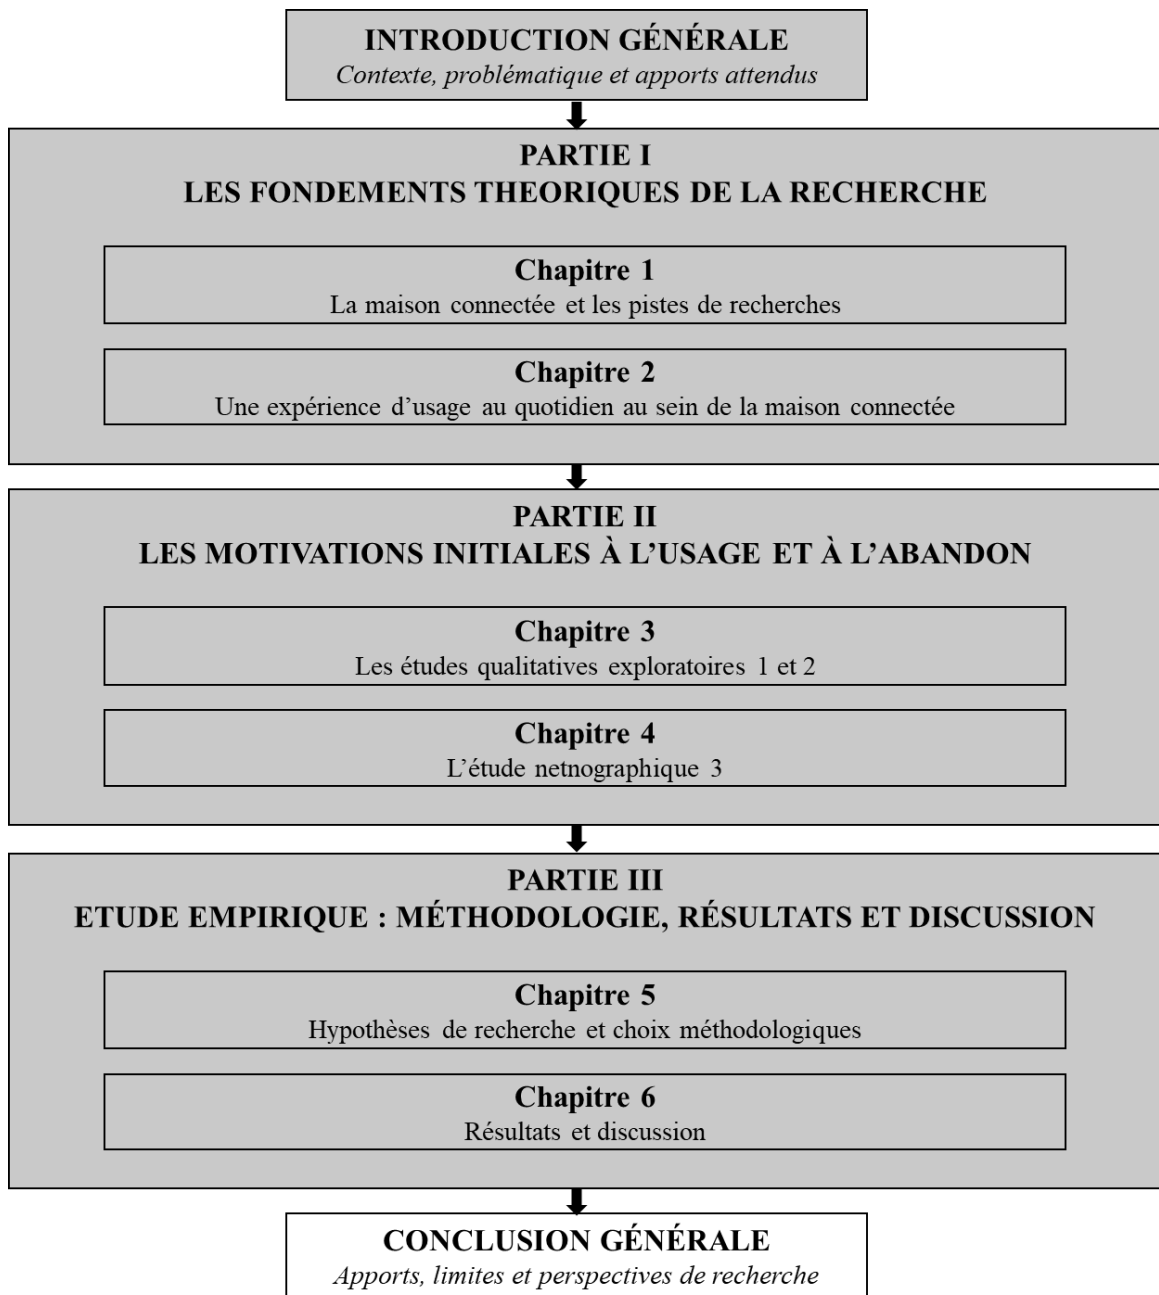 INTRODUCTION GÉNÉRALE
Contexte, problématique et apports attendus
PARTIE I
LES FONDEMENTS THEORIQUES DE LA RECHERCHE
Chapitre 1
La maison connectée et les pistes de recherches
Chapitre 2
Une expérience d’usage au quotidien au sein de la maison connectée
PARTIE II
LES MOTIVATIONS INITIALES À L’USAGE ET À L’ABANDON
Chapitre 3
Les études qualitatives exploratoires 1 et 2
Chapitre 4
L’étude netnographique 3
PARTIE III
ETUDE EMPIRIQUE : MÉTHODOLOGIE, RÉSULTATS ET DISCUSSION
Chapitre 5
Hypothèses de recherche et choix méthodologiques
Chapitre 6
Résultats et discussion
CONCLUSION GÉNÉRALE
Apports, limites et perspectives de recherche